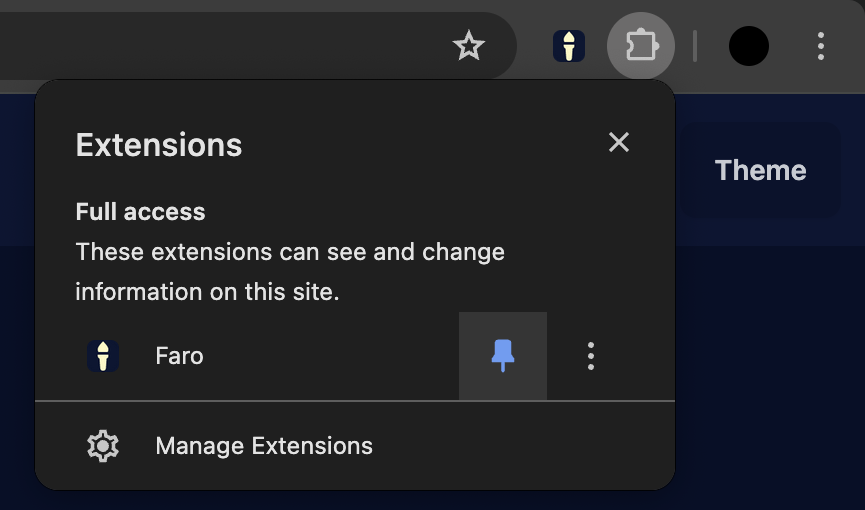 Extensions
Theme
Full access
These extensions can see and change
information on this site.
Faro
Manage Extensions